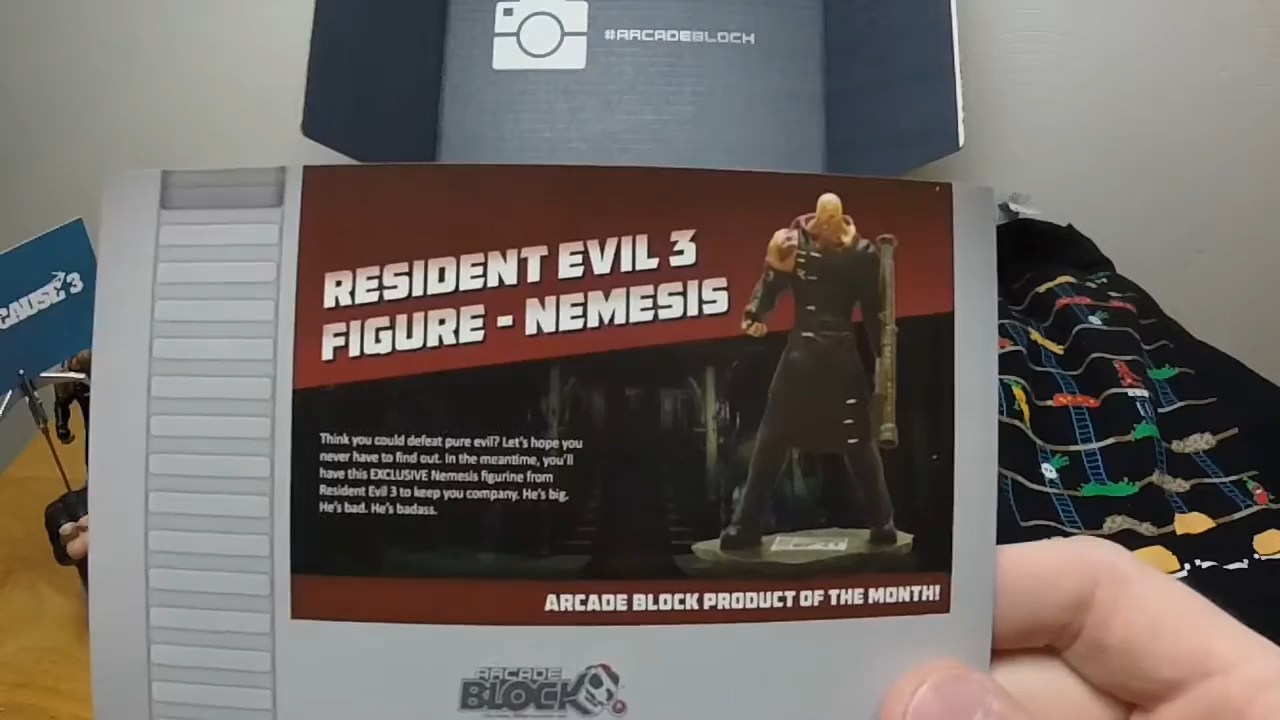 #ARCADEBLOCK
CAUSE 3
RESIDENT EVIL 3
FIGURE - NEMESIS
Think you could defeat pure evil? Let's hope you
never have to find out. In the meantime, you'll
have this EXCLUSIVE Nemesis figurine from
Resident Evil 3 to keep you company. He's big.
He's bad. He's badass.
ARCADE BLOCK PRODUCT OF THE MONTH!
ARCADE
BLOCK